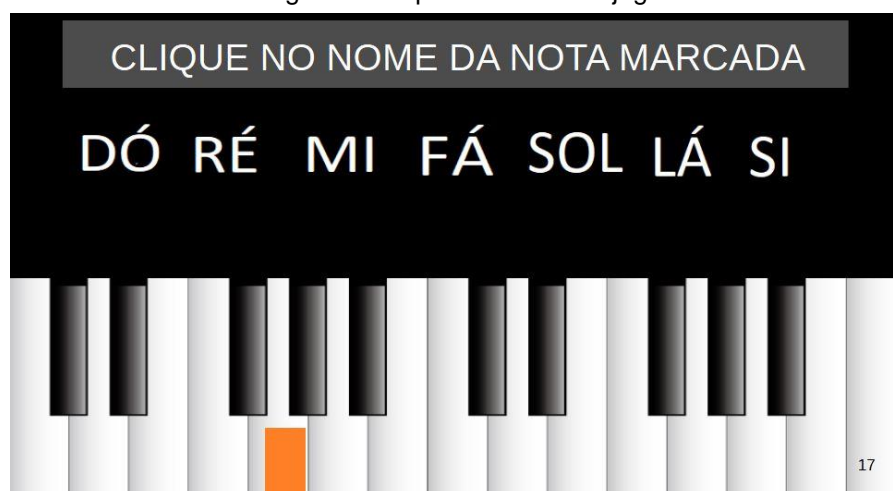 CLIQUE NO NOME DA NOTA MARCADA
DÓ RÉ MI FÁ SOL LÁ SI
17